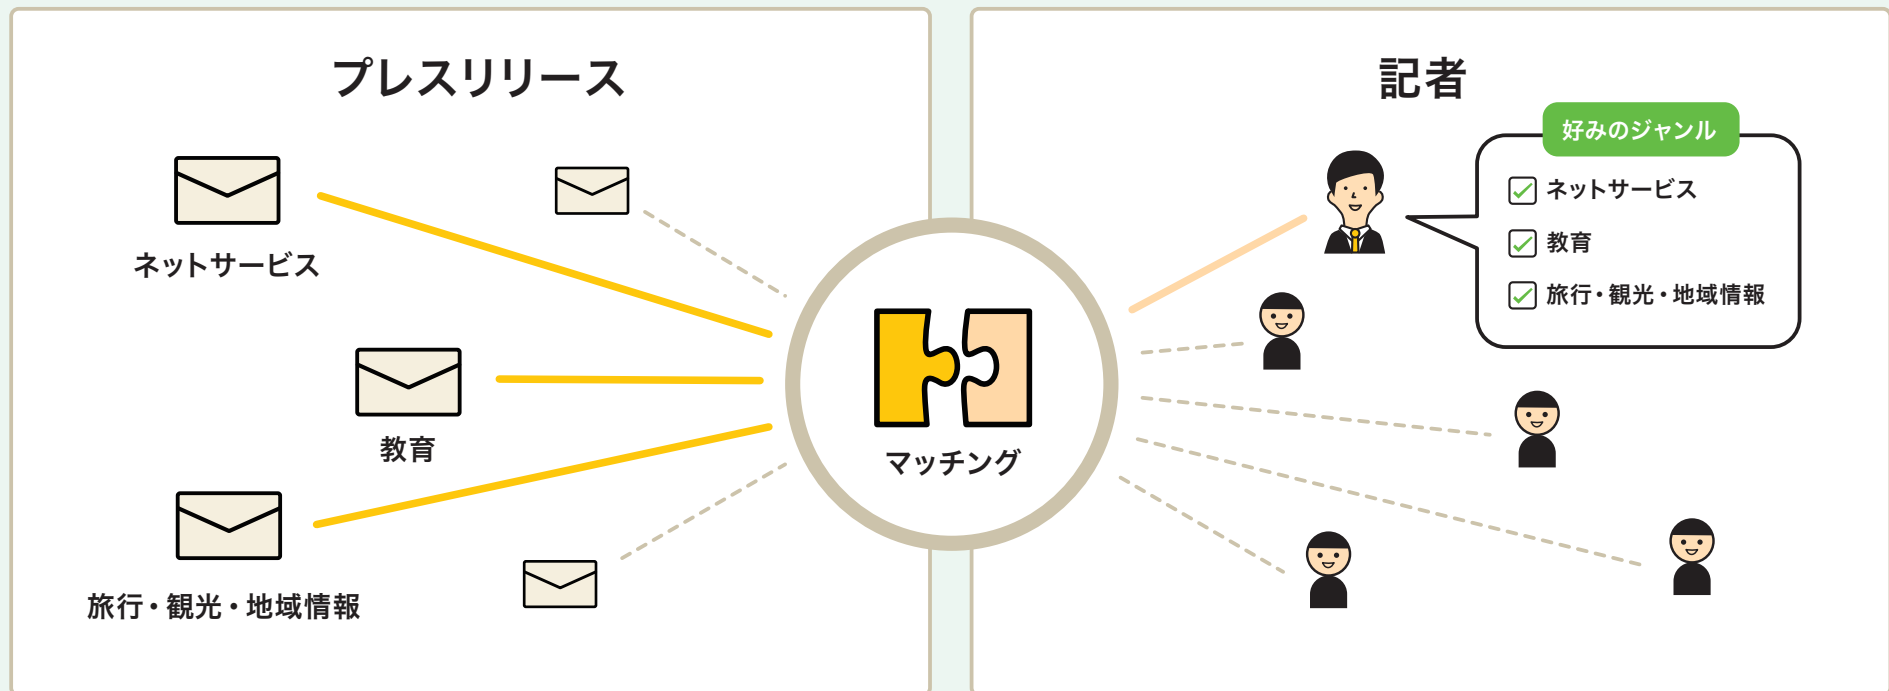 プレスリリース
ネットサービス
教育
旅行・観光・地域情報
マッチング
記者
好みのジャンル
ネットサービス
教育
旅行・観光・地域情報